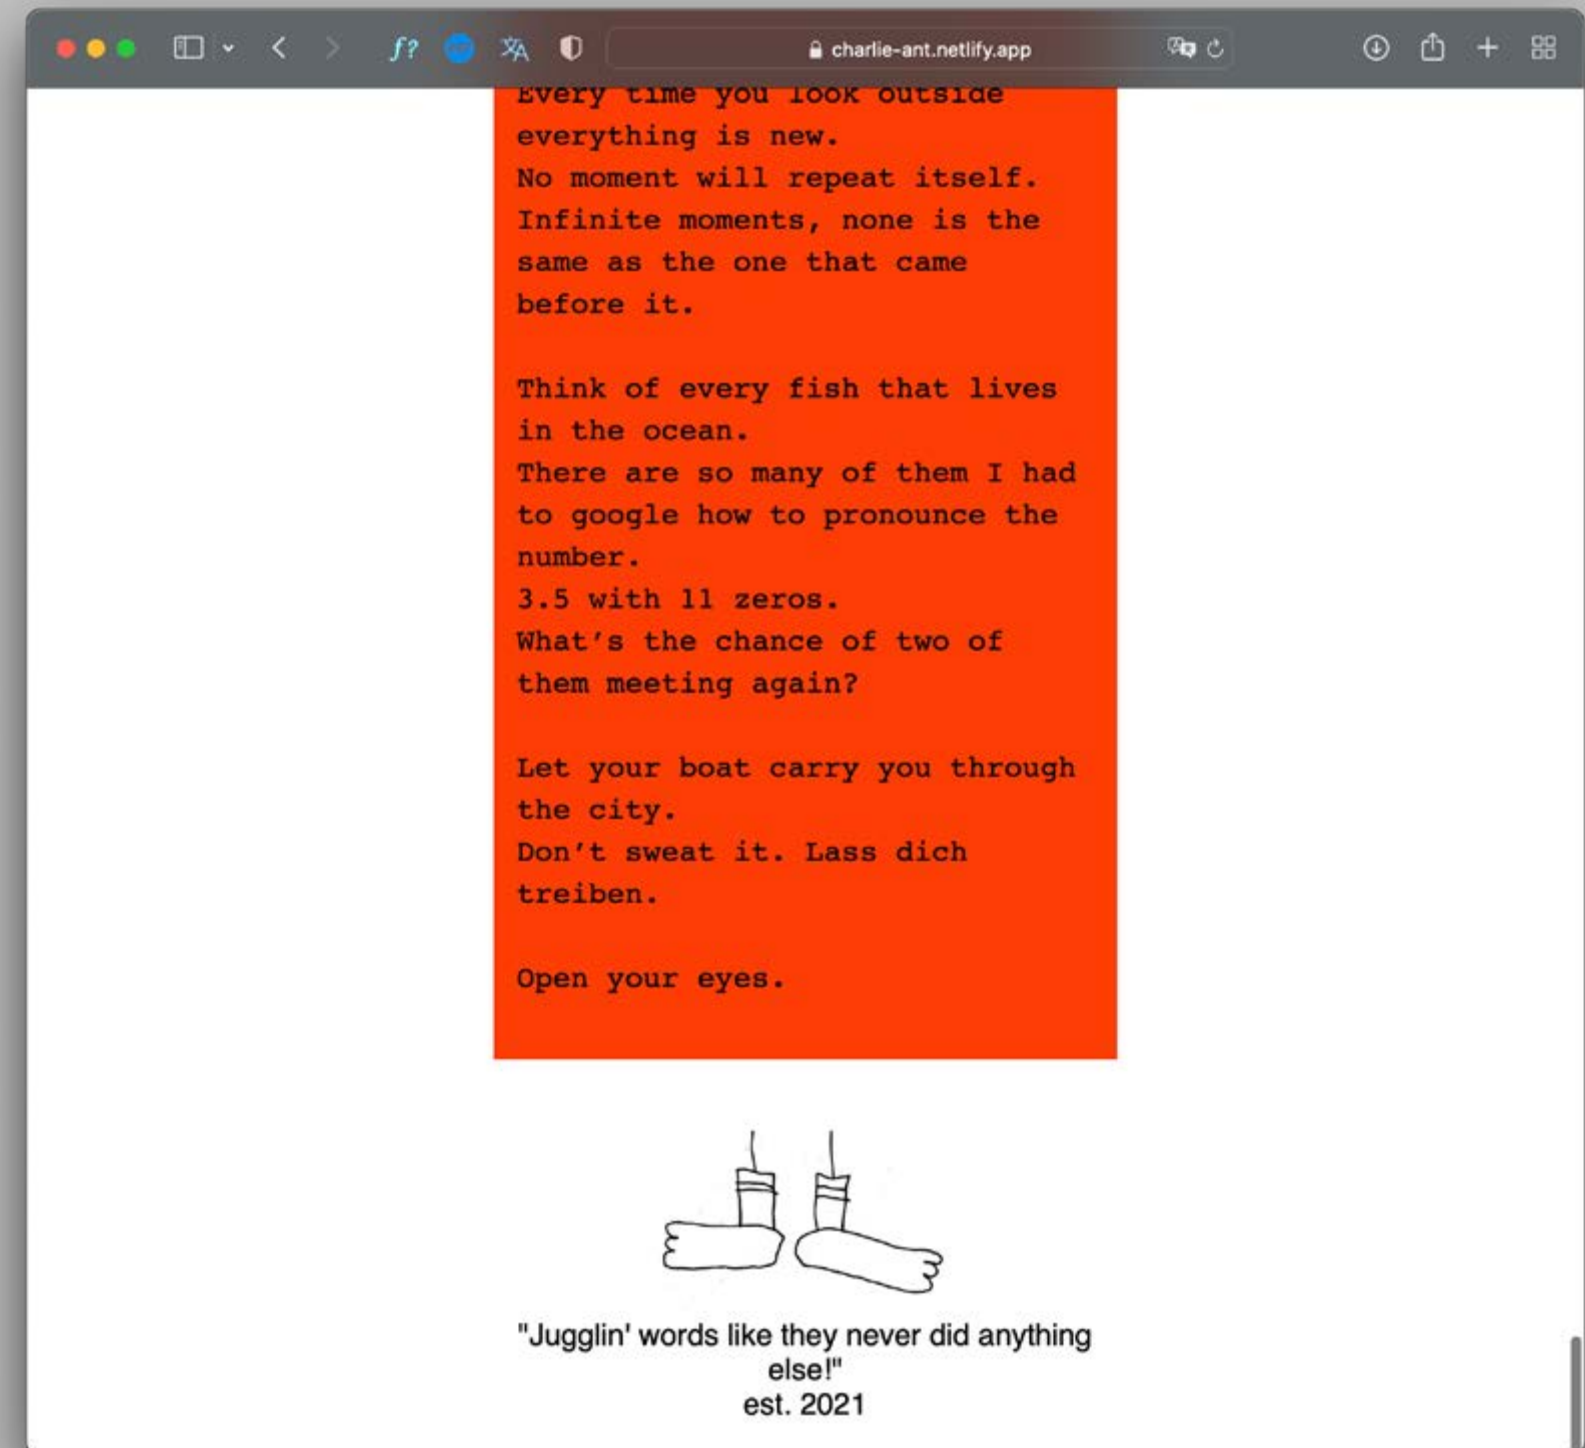 f?
charlie-ant.netlify.app
Every time you look outside
everything is new.
No moment will repeat itself.
Infinite moments, none is the
same as the one that came
before it.
Think of every fish that lives
in the ocean.
There are so many of them I had
to google how to pronounce the
number.
3.5 with 11 zeros.
What’s the chance of two of
them meeting again?
Let your boat carry you through
the city.
Don’t sweat it. Lass dich
treiben.
Open your eyes.
"Jugglin' words like they never did anything
else!"
est. 2021